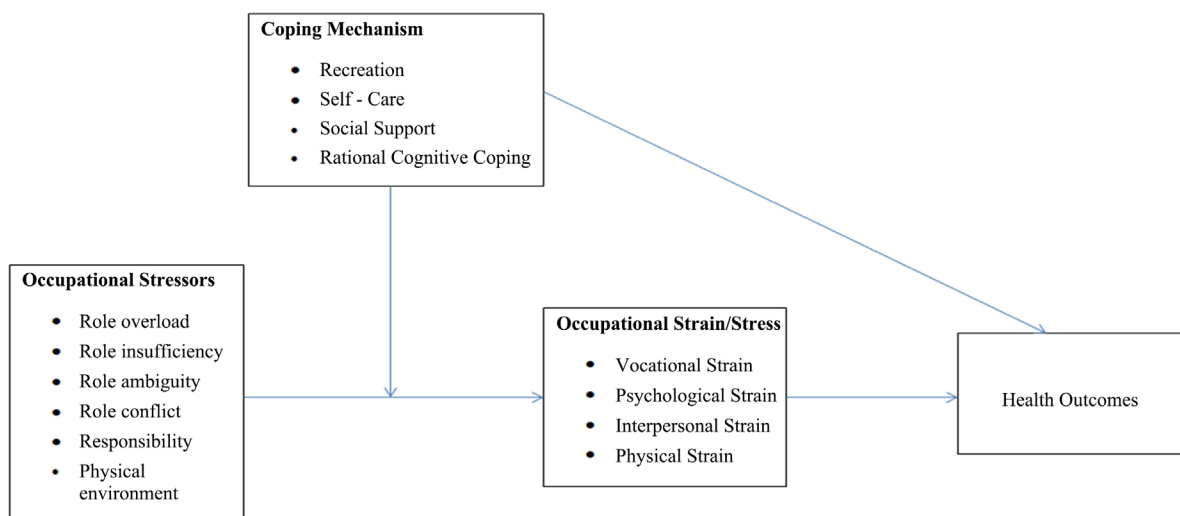 Coping Mechanism
• Recreation
• Self - Care
• Social Support
• Rational Cognitive Coping
Occupational Stressors
• Role overload
• Role insufficiency
• Role ambiguity
• Role conflict
• Responsibility
• Physical
environment
Occupational Strain/Stress
• Vocational Strain
• Psychological Strain
• Interpersonal Strain
• Physical Strain
Health Outcomes